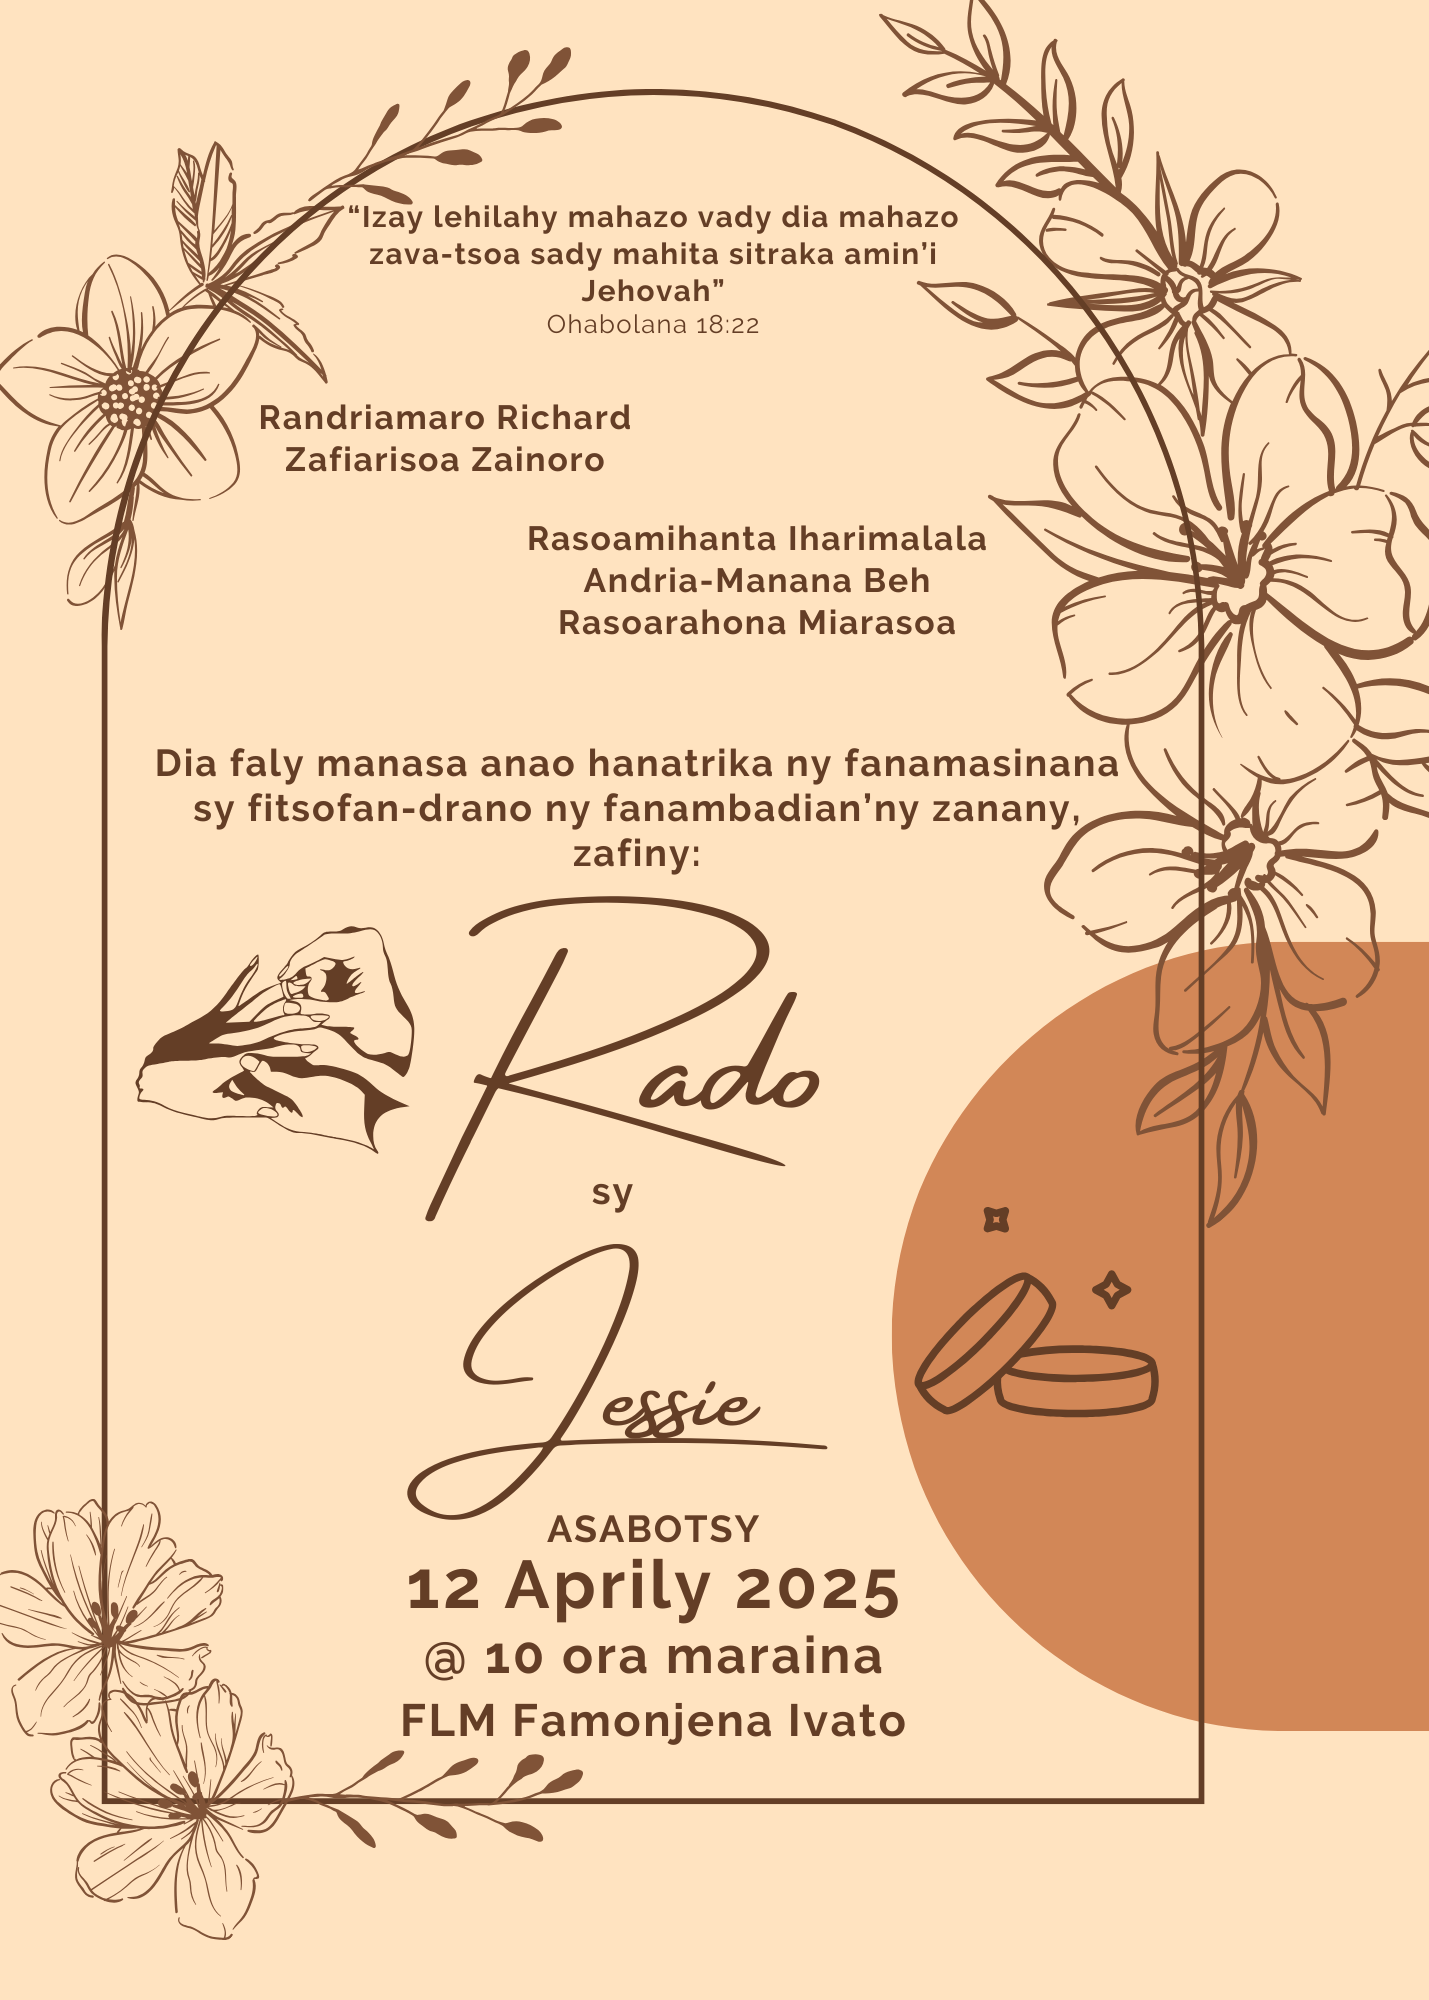 “Izay lehilahy mahazo vady dia mahazo
zava-tsoa sady mahita sitraka amin’i
Jehovah”
Ohabolana 18:22
Randriamaro Richard
Zafiarisoa Zainoro
Rasoamihanta Iharimalala
Andria-Manana Beh
Rasoarahona Miarasoa
Dia faly manasa anao hanatrika ny fanamasinana
sy fitsofan-drano ny fanambadian’ny zanany,
zafiny:
Rado
sy
Jessie
ASABOTSY
12 Aprily 2025
@ 10 ora maraina
FLM Famonjena Ivato